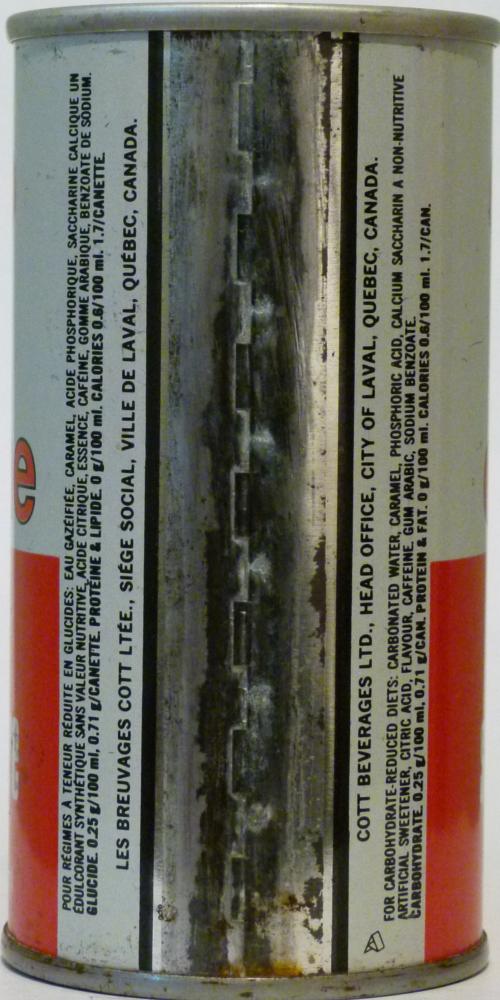 POUR RÉGIMES À TENEUR RÉDUITE EN GLUCIDES: EAU GAZÉIFIÉE, CARAMEL, ACIDE PHOSPHORIQUE, SACCHARINE CALCIQUE UN
ÉDULCORANT SYNTHÉTIQUE SANS VALEUR NUTRITIVE, ACIDE CITRIQUE, ESSENCE, CAFÉINE, GOMME ARABIQUE, BENZOATE DE SODIUM.
GLUCIDE. 0.25 g/100 ml, 0.71 g/CANETTE. PROTEINE & LIPIDE. 0 g/100 ml. CALORIES 0.6/100 ml. 1.7/CANETTE.
LES BREUVAGES COTT LTÉE., SIÉGE SOCIAL, VILLE DE LAVAL, QUÉBEC, CANADA.
COTT BEVERAGES LTD., HEAD OFFICE, CITY OF LAVAL, QUEBEC, CANADA.
FOR CARBOHYDRATE-REDUCED DIETS: CARBONATED WATER, CARAMEL, PHOSPHORIC ACID, CALCIUM SACCHARIN A NON-NUTRITIVE
ARTIFICIAL SWEETENER, CITRIC ACID, FLAVOUR, CAFFEINE, GUM ARABIC, SODIUM BENZOATE.
CARBOHYDRATE. 0.25 g/100 ml, 0.71 g/CAN. PROTEIN & FAT. 0 g/100 ml. CALORIES 0.6/100 ml. 1.7/CAN.